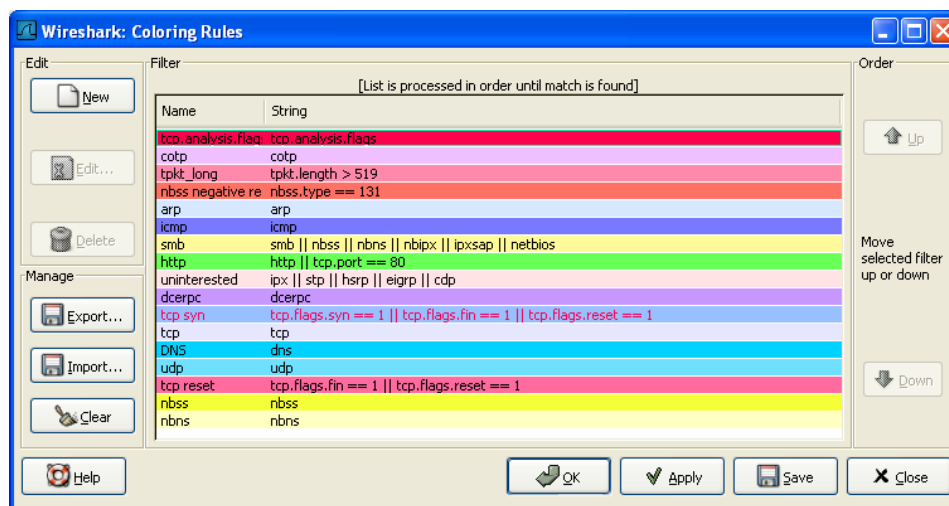 Wireshark: Coloring Rules
Edit
Filter
Order
[List is processed in order until match is found]
New
Name String
tcp.analysis.flag: tcp.analysis.flags
cotp cotp
tpkt_long tpkt.length > 519
nbss negative re nbss.type == 131
arp arp
icmp icmp
smb smb || nbss || nbns || nbipx || ipxsap || netbios
http http || tcp.port == 80
uninterested ipx || stp || hsrp || eigrp || cdp
dcerpc dcerpc
tcp syn tcp.flags.syn == 1 || tcp.flags.fin == 1 || tcp.flags.reset == 1
tcp tcp
DNS dns
udp udp
tcp reset tcp.flags.fin == 1 || tcp.flags.reset == 1
nbss nbss
nbns nbns
Edit...
Delete
Manage
Export...
Import...
Clear
Up
Move
selected filter
up or down
Down
Help
OK
Apply
Save
Close